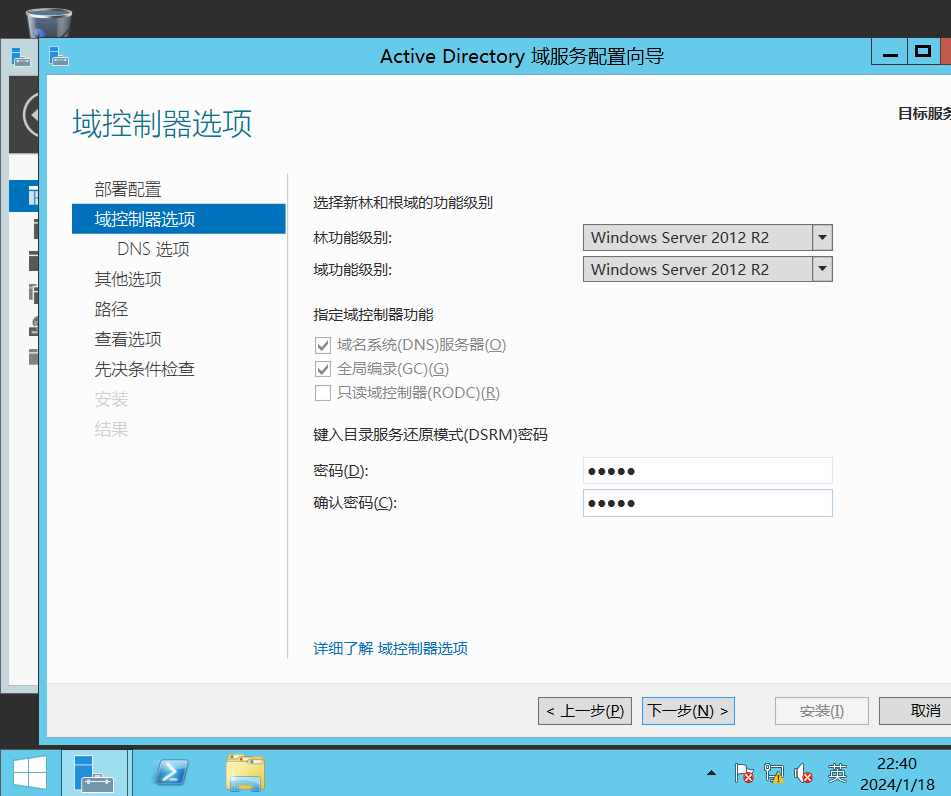 Active Directory 域服务配置向导
域控制器选项
目标服务
部署配置
域控制器选项
DNS 选项
其他选项
路径
查看选项
先决条件检查
安装
结果
选择新林和根域的功能级别
林功能级别: Windows Server 2012 R2
域功能级别: Windows Server 2012 R2
指定域控制器功能
域名系统(DNS)服务器(O)
全局编录(GC)(G)
只读域控制器(RODC)(R)
键入目录服务还原模式(DSRM)密码
密码(D): ●●●●●
确认密码(C): ●●●●●
详细了解 域控制器选项
< 上一步(P) 下一步(N) > 安装(I) 取消
英 22:40
2024/1/18